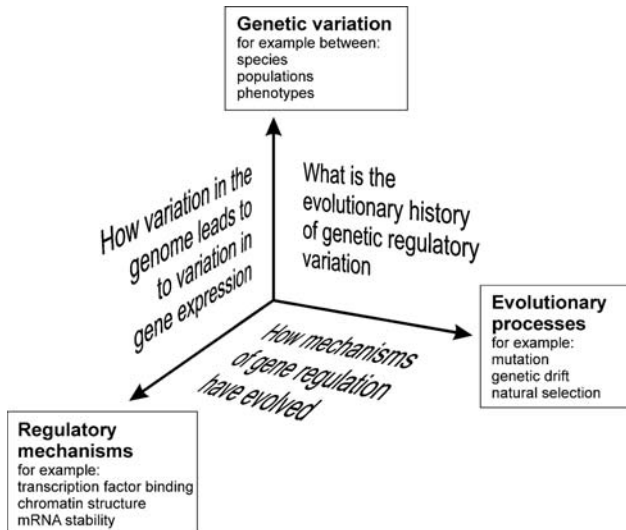 Genetic variation
for example between:
species
populations
phenotypes
How variation in the
genome leads to
to variation in
gene expression
What is the
evolutionary history
of genetic regulatory
variation
Evolutionary
processes
for example:
mutation
genetic drift
natural selection
How mechanisms
of gene regulation
have evolved
Regulatory
mechanisms
for example:
transcription factor binding
chromatin structure
mRNA stability